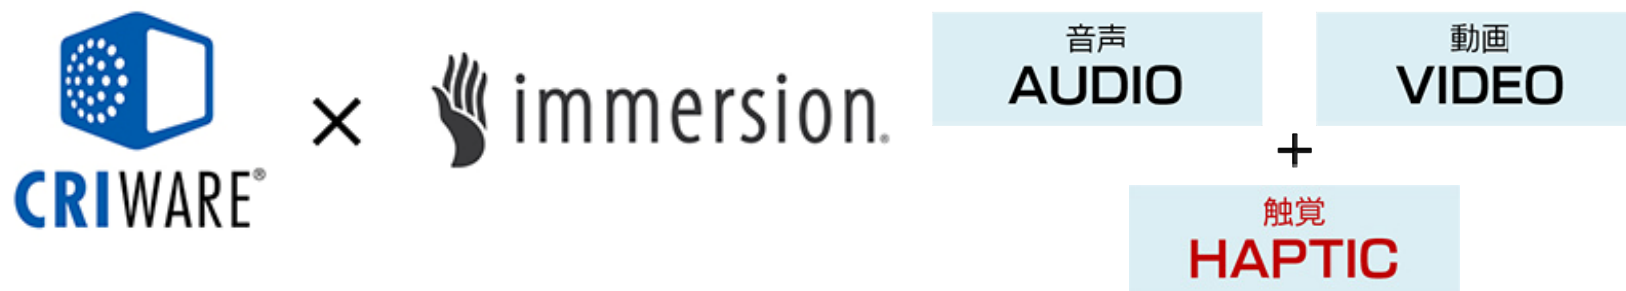 CRIWARE®
×
immersion®
音声
AUDIO
動画
VIDEO
+
触覚
HAPTIC